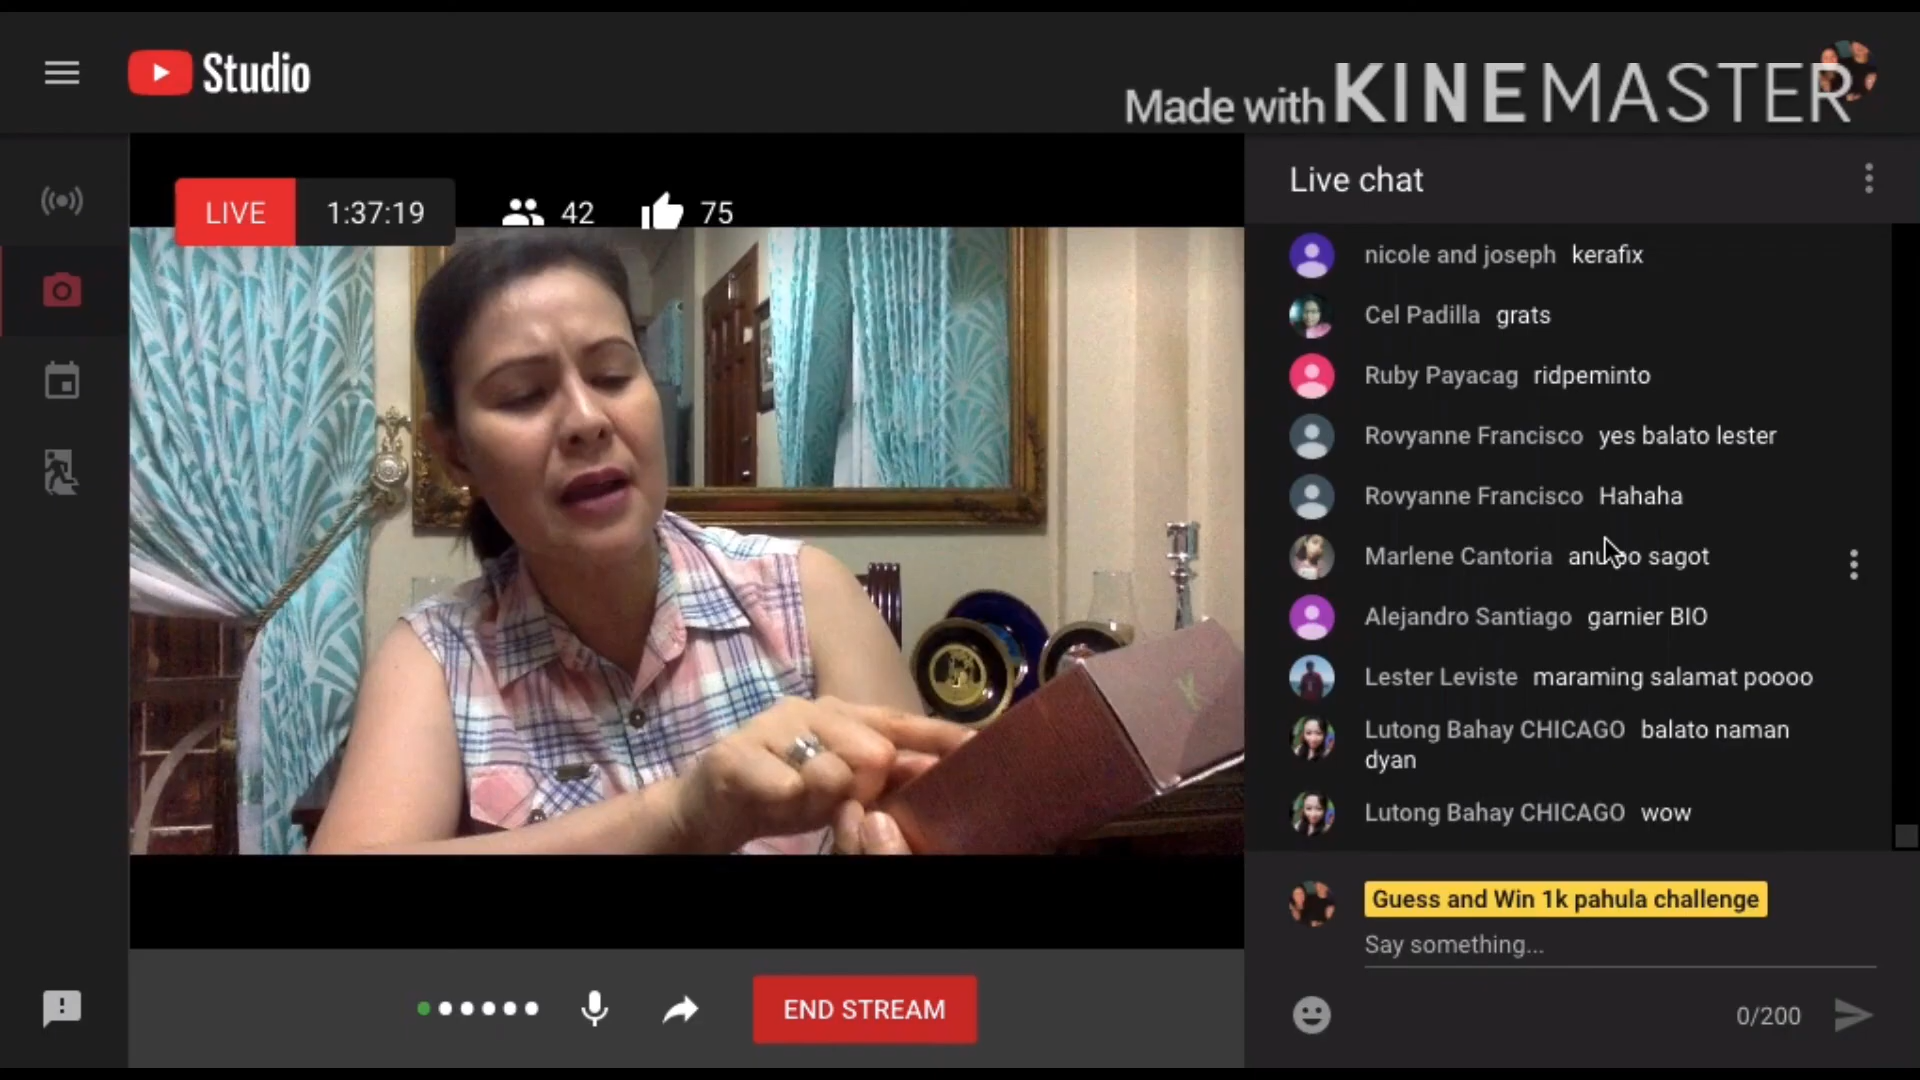 Studio
Made with KINEMASTER
LIVE 1:37:19 42 75
Live chat
nicole and joseph kerafix
Cel Padilla grats
Ruby Payacag ridpeminto
Rovyanne Francisco yes balato lester
Rovyanne Francisco Hahaha
Marlene Cantoria sagot
Alejandro Santiago garnier BIO
Lester Leviste maraming salamat poooo
Lutong Bahay CHICAGO balato naman
dyan
Lutong Bahay CHICAGO wow
Guess and Win 1k pahula challenge
Say something...
0/200
END STREAM